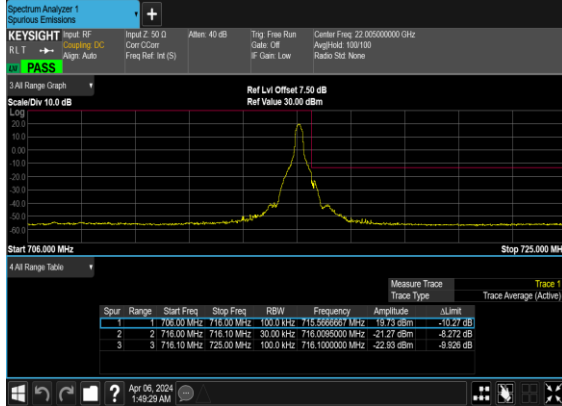 Spectrum Analyzer 1
Spurious Emissions
+
KEYSIGHT Input: RF Input Z: 50 Ω Atten: 40 dB Trig: Free Run Center Freq: 22.005000000 GHz
RLT Coupling: DC Corr CCorr Gate: Off Avg|Hold: 100/100
Align: Auto Freq Ref: Int (S) IF Gain: Low Radio Std: None
PASS
3 All Range Graph
Ref Lvl Offset 7.50 dB
Scale/Div 10.0 dB Ref Value 30.00 dBm
Log
20.0
10.0
0.00
-10.0
-20.0
-30.0
-40.0
-50.0
-60.0
Start 706.000 MHz Stop 725.000 MH
4 All Range Table
Measure Trace Trace 1
Trace Type Trace Average (Active)
Spur Range Start Freq Stop Freq RBW Frequency Amplitude ΔLimit
1 1 706.00 MHz 716.00 MHz 100.0 kHz 715.5666667 MHz 19.73 dBm -10.27 dB
2 2 716.00 MHz 716.10 MHz 30.00 kHz 716.0095000 MHz -21.27 dBm -8.272 dB
3 3 716.10 MHz 725.00 MHz 100.0 kHz 716.1000000 MHz -22.93 dBm -9.926 dB
?
Apr 06, 2024
1:49:29 AM